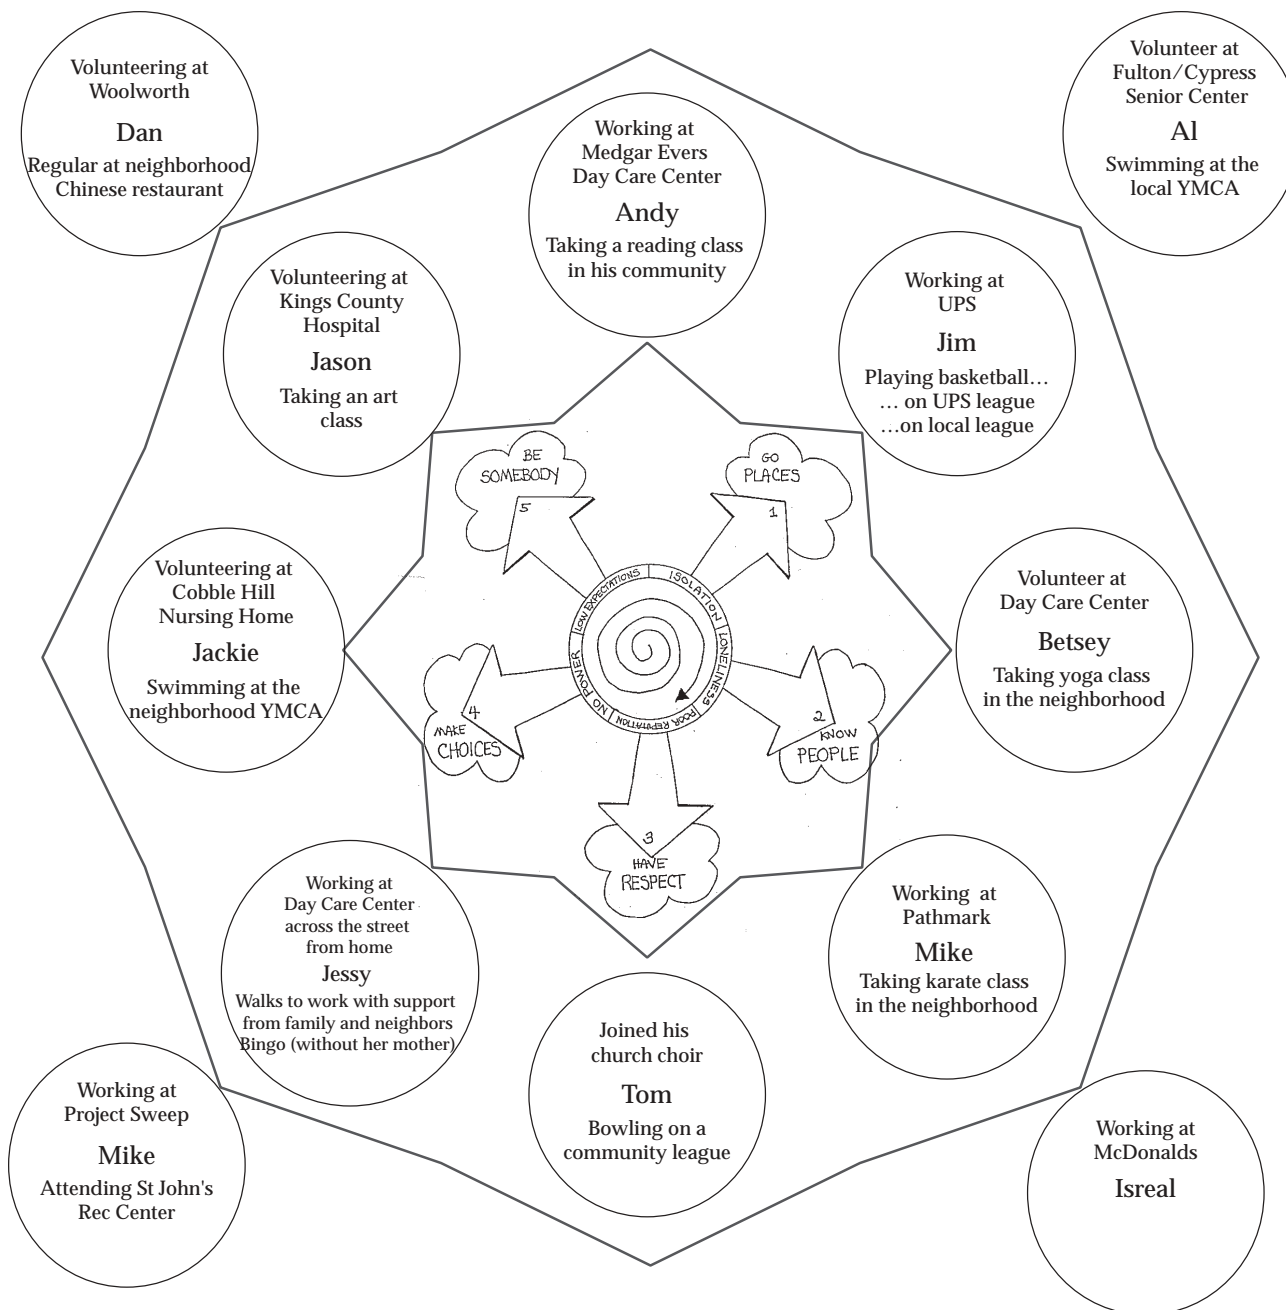 Volunteering at
Woolworth
Dan
Regular at neighborhood
Chinese restaurant
Volunteer at
Fulton/Cypress
Senior Center
Al
Swimming at the
local YMCA
Working at
Medgar Evers
Day Care Center
Andy
Taking a reading class
in his community
Volunteering at
Kings County
Hospital
Jason
Taking an art
class
Working at
UPS
Jim
Playing basketball…
… on UPS league
…on local league
BE
SOMEBODY
5
GO
PLACES
1
LOW EXPECTATIONS
ISOLATION
LONELINESS
POOR REPUTATION
NO POWER
Volunteering at
Cobble Hill
Nursing Home
Jackie
Swimming at the
neighborhood YMCA
Volunteer at
Day Care Center
Betsey
Taking yoga class
in the neighborhood
4
MAKE
CHOICES
2
KNOW
PEOPLE
3
HAVE
RESPECT
Working at
Day Care Center
across the street
from home
Jessy
Walks to work with support
from family and neighbors
Bingo (without her mother)
Working at
Pathmark
Mike
Taking karate class
in the neighborhood
Joined his
church choir
Tom
Bowling on a
community league
Working at
Project Sweep
Mike
Attending St John's
Rec Center
Working at
McDonalds
Isreal